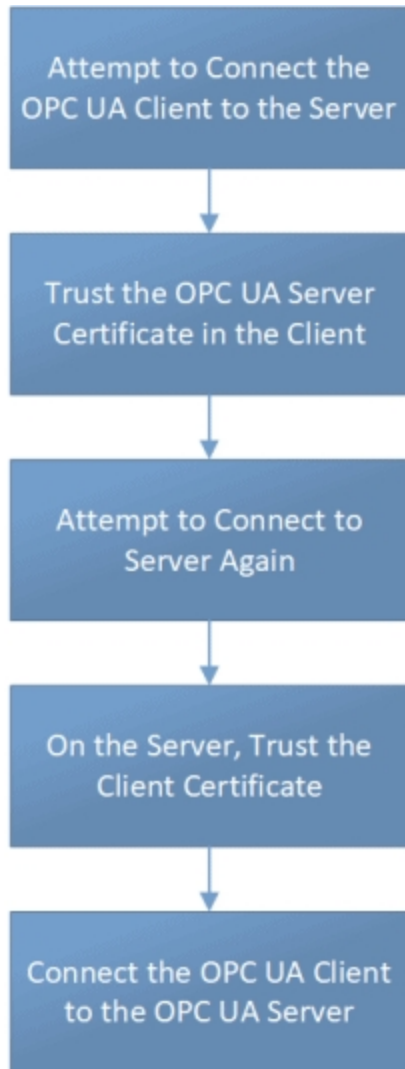 Attempt to Connect the
OPC UA Client to the Server
Trust the OPC UA Server
Certificate in the Client
Attempt to Connect to
Server Again
On the Server, Trust the
Client Certificate
Connect the OPC UA Client
to the OPC UA Server